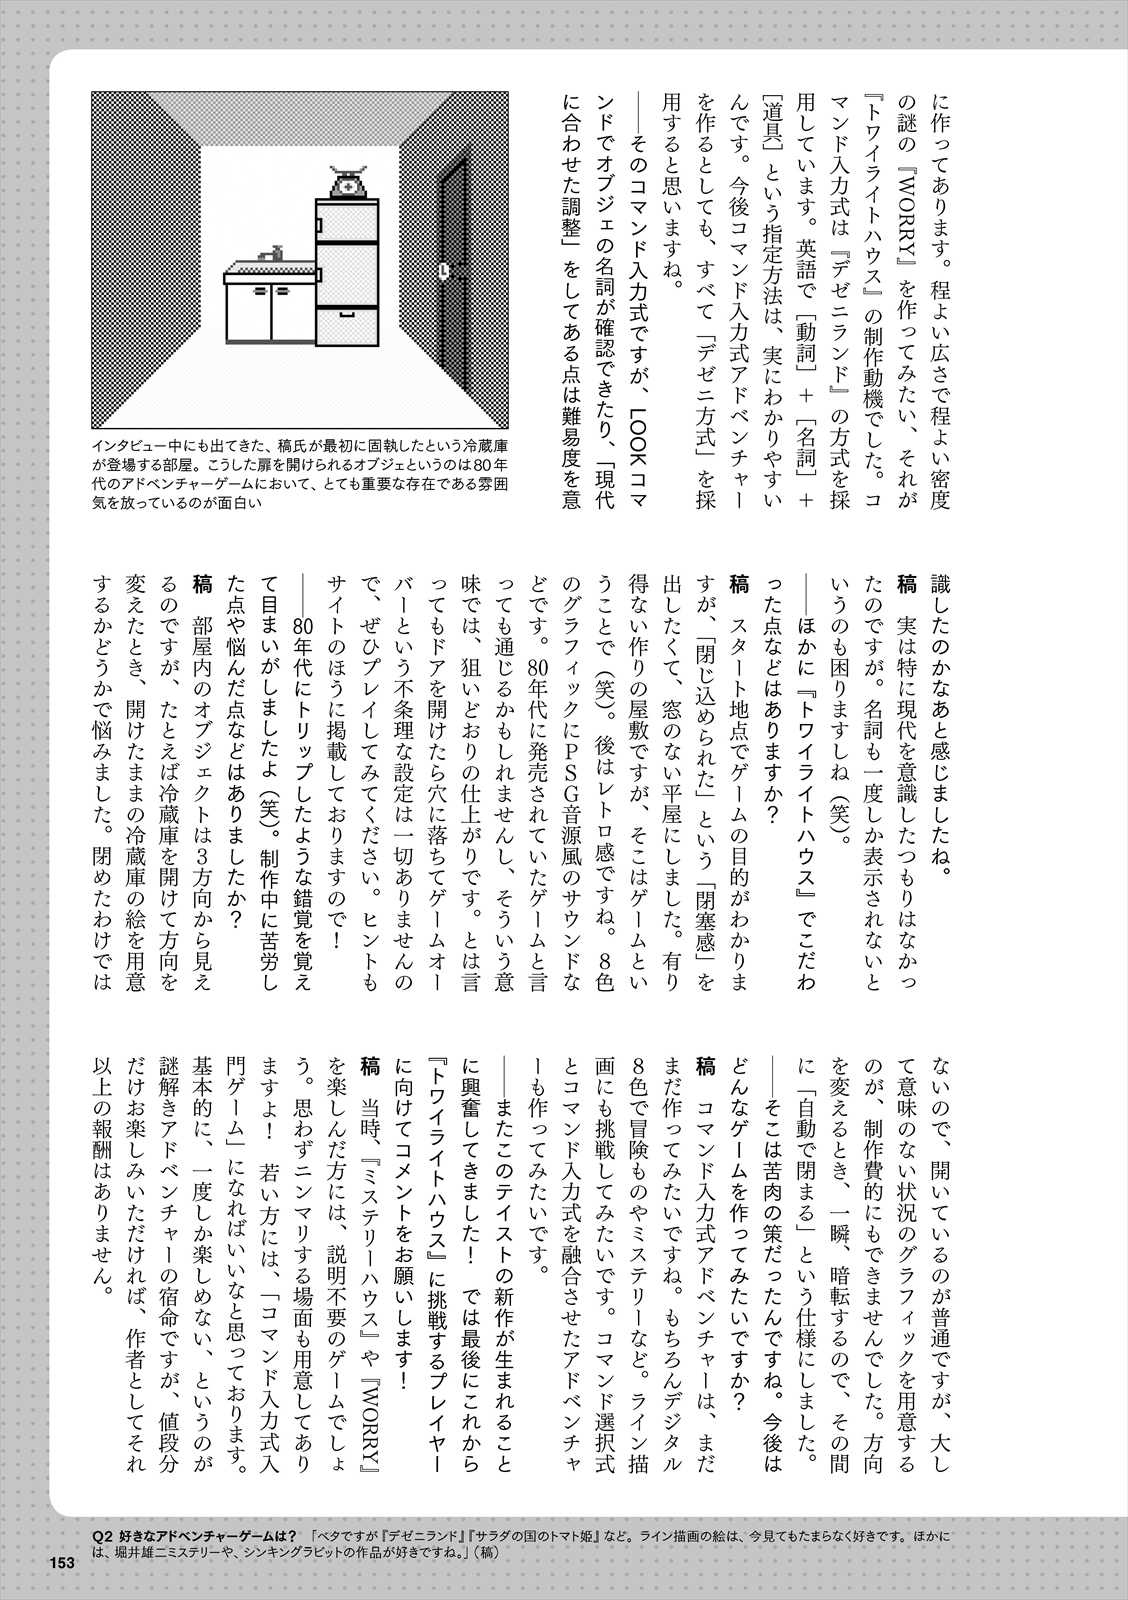 に作ってあります。程よい広さで程よい密度
の謎の『WORRY』を作ってみたい、それが
『トワイライトハウス』の制作動機でした。コ
マンド入力式は『デゼニランド』の方式を採
用しています。英語で［動詞］＋［名詞］＋
［道具］という指定方法は、実にわかりやすい
んです。今後コマンド入力式アドベンチャー
を作るとしても、すべて「デゼニ方式」を採
用すると思いますね。
――そのコマンド入力式ですが、LOOKコマ
ンドでオブジェの名詞が確認できたり、「現代
に合わせた調整」をしてある点は難易度を意
インタビュー中にも出てきた、稿氏が最初に固執したという冷蔵庫
が登場する部屋。こうした扉を開けられるオブジェというのは80年
代のアドベンチャーゲームにおいて、とても重要な存在である雰囲
気を放っているのが面白い
識したのかなあと感じましたね。
稿　実は特に現代を意識したつもりはなかっ
たのですが。名詞も一度しか表示されないと
いうのも困りますしね（笑）。
――ほかに『トワイライトハウス』でこだわ
った点などはありますか？
稿　スタート地点でゲームの目的がわかりま
すが、「閉じ込められた」という「閉塞感」を
出したくて、窓のない平屋にしました。有り
得ない作りの屋敷ですが、そこはゲームとい
うことで（笑）。後はレトロ感ですね。８色
のグラフィックにＰＳＧ音源風のサウンドな
どです。80年代に発売されていたゲームと言
っても通じるかもしれませんし、そういう意
味では、狙いどおりの仕上がりです。とは言
ってもドアを開けたら穴に落ちてゲームオー
バーという不条理な設定は一切ありませんの
で、ぜひプレイしてみてください。ヒントも
サイトのほうに掲載しておりますので！
――80年代にトリップしたような錯覚を覚え
て目まいがしましたよ（笑）。制作中に苦労し
た点や悩んだ点などはありましたか？
稿　部屋内のオブジェクトは３方向から見え
るのですが、たとえば冷蔵庫を開けて方向を
変えたとき、開けたままの冷蔵庫の絵を用意
するかどうかで悩みました。閉めたわけでは
ないので、開いているのが普通ですが、大し
て意味のない状況のグラフィックを用意する
のが、制作費的にもできませんでした。方向
を変えるとき、一瞬、暗転するので、その間
に「自動で閉まる」という仕様にしました。
――そこは苦肉の策だったんですね。今後は
どんなゲームを作ってみたいですか？
稿　コマンド入力式アドベンチャーは、まだ
まだ作ってみたいですね。もちろんデジタル
８色で冒険ものやミステリーなど。ライン描
画にも挑戦してみたいです。コマンド選択式
とコマンド入力式を融合させたアドベンチャ
ーも作ってみたいです。
――またこのテイストの新作が生まれること
に興奮してきました！　では最後にこれから
『トワイライトハウス』に挑戦するプレイヤー
に向けてコメントをお願いします！
稿　当時、『ミステリーハウス』や『WORRY』
を楽しんだ方には、説明不要のゲームでしょ
う。思わずニンマリする場面も用意してあり
ますよ！　若い方には、「コマンド入力式入
門ゲーム」になればいいなと思っております。
基本的に、一度しか楽しめない、というのが
謎解きアドベンチャーの宿命ですが、値段分
だけお楽しみいただければ、作者としてそれ
以上の報酬はありません。
Q2 好きなアドベンチャーゲームは？　「ベタですが『デゼニランド』『サラダの国のトマト姫』など。ライン描画の絵は、今見てもたまらなく好きです。ほかに
は、堀井雄二ミステリーや、シンキングラビットの作品が好きですね。」（稿）
153